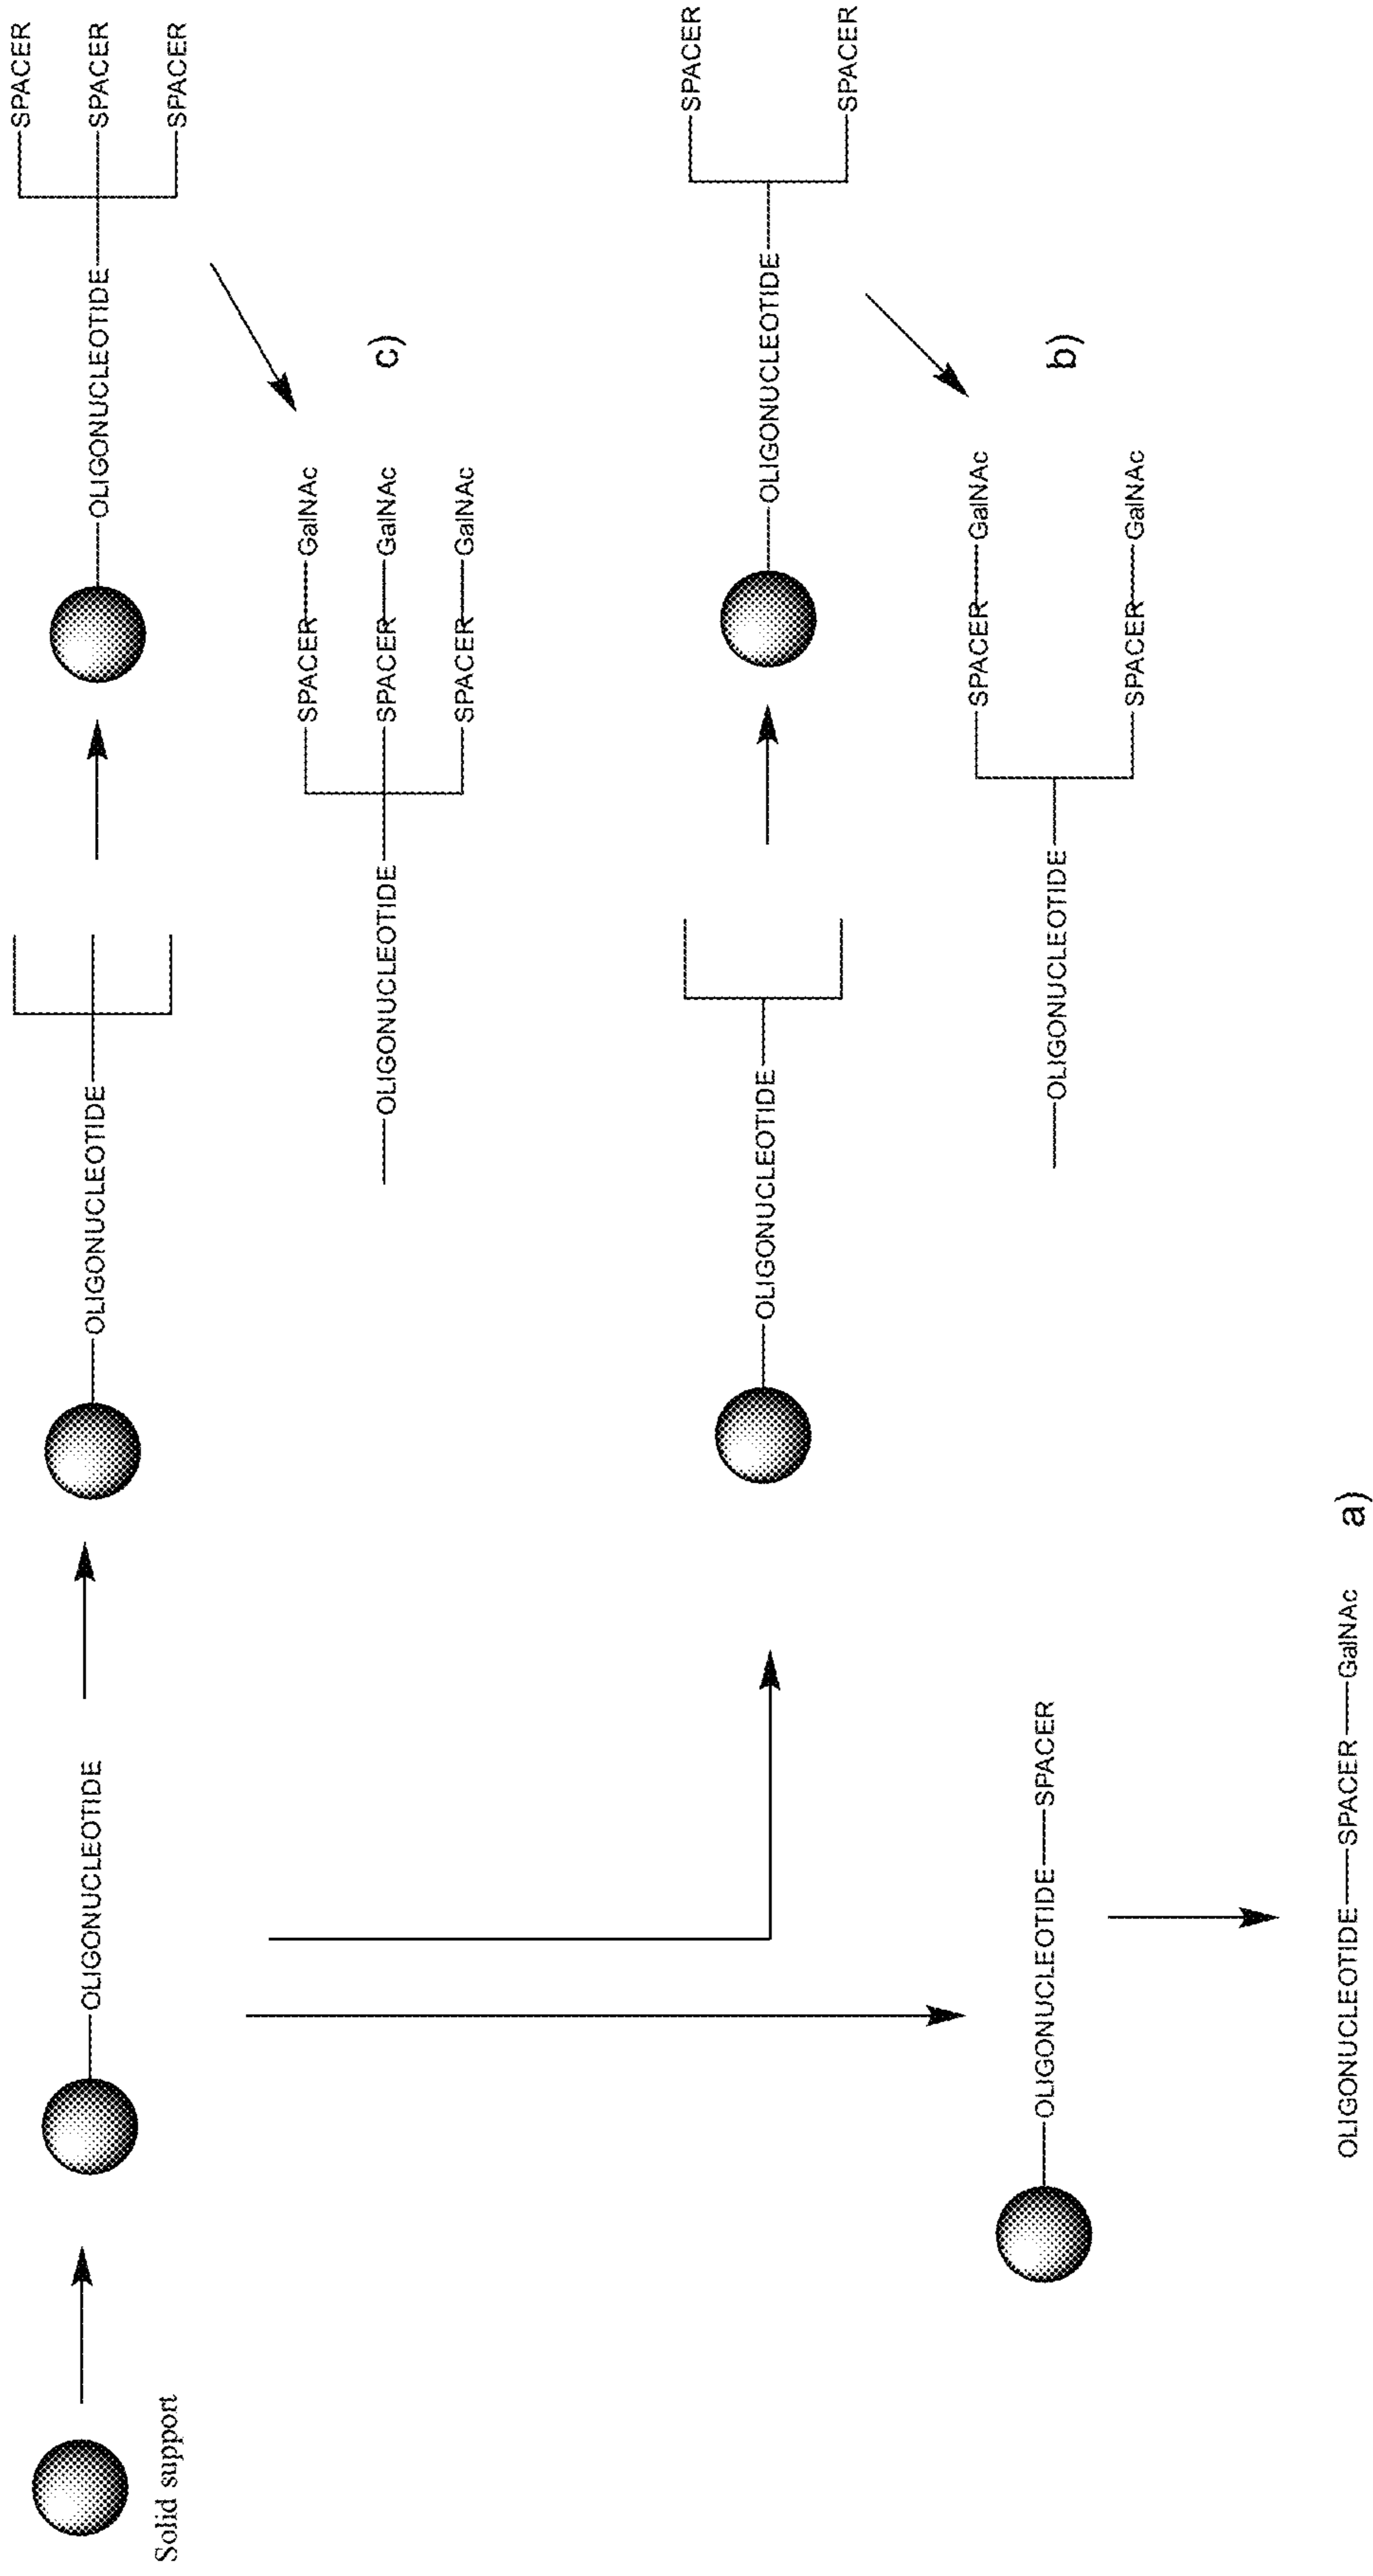 SPACER
OLIGONUCLEOTIDE
OLIGONUCLEOTIDE
OLIGONUCLEOTIDE SPACER
SPACER
Solid support
SPACER GalNAc
OLIGONUCLEOTIDE SPACER GalNAc
c)
SPACER GalNAc
SPACER
OLIGONUCLEOTIDE
OLIGONUCLEOTIDE
SPACER
SPACER GalNAc
OLIGONUCLEOTIDE SPACER
OLIGONUCLEOTIDE
b)
SPACER GalNAc
OLIGONUCLEOTIDE SPACER GalNAc
a)